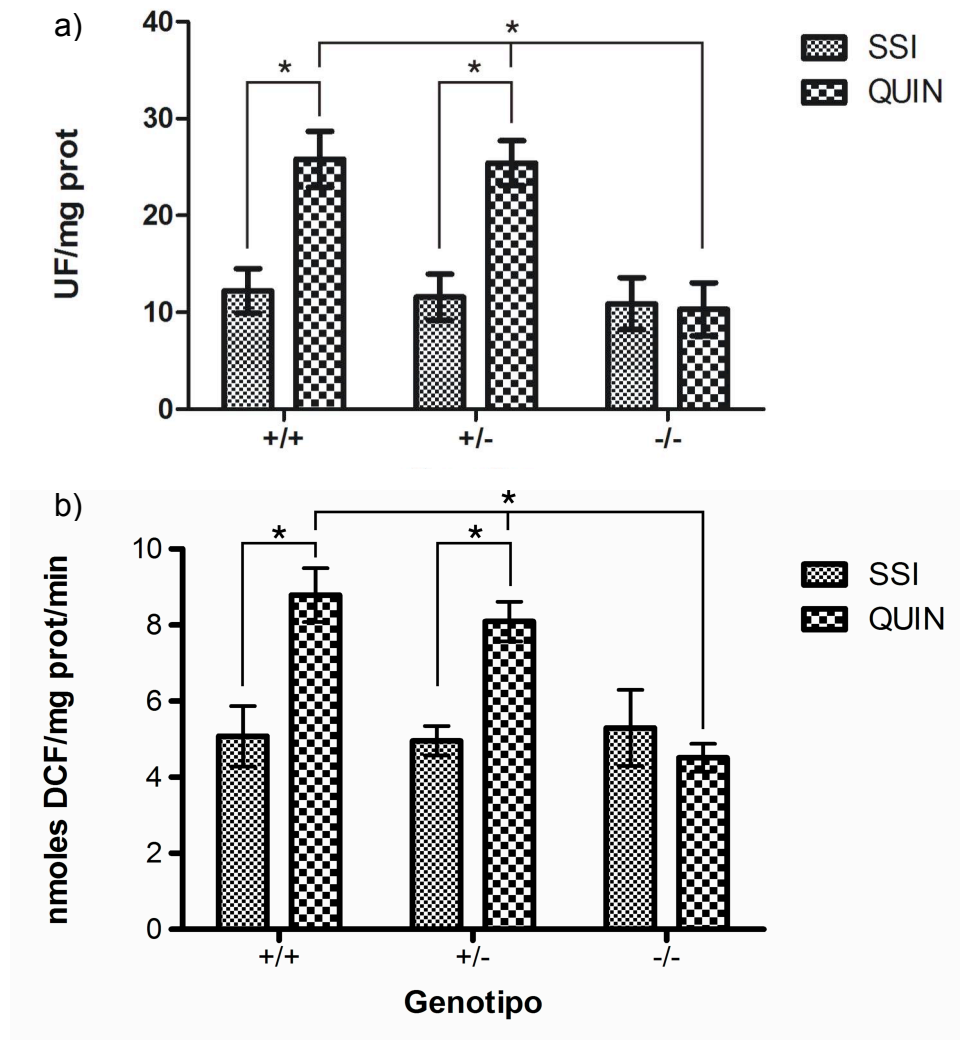 a)
*
* *
SSI
QUIN
UF/mg prot
40
30
20
10
0
+/+ +/- -/-
b)
*
* *
SSI
QUIN
nmoles DCF/mg prot/min
10
8
6
4
2
0
+/+ +/- -/-
Genotipo